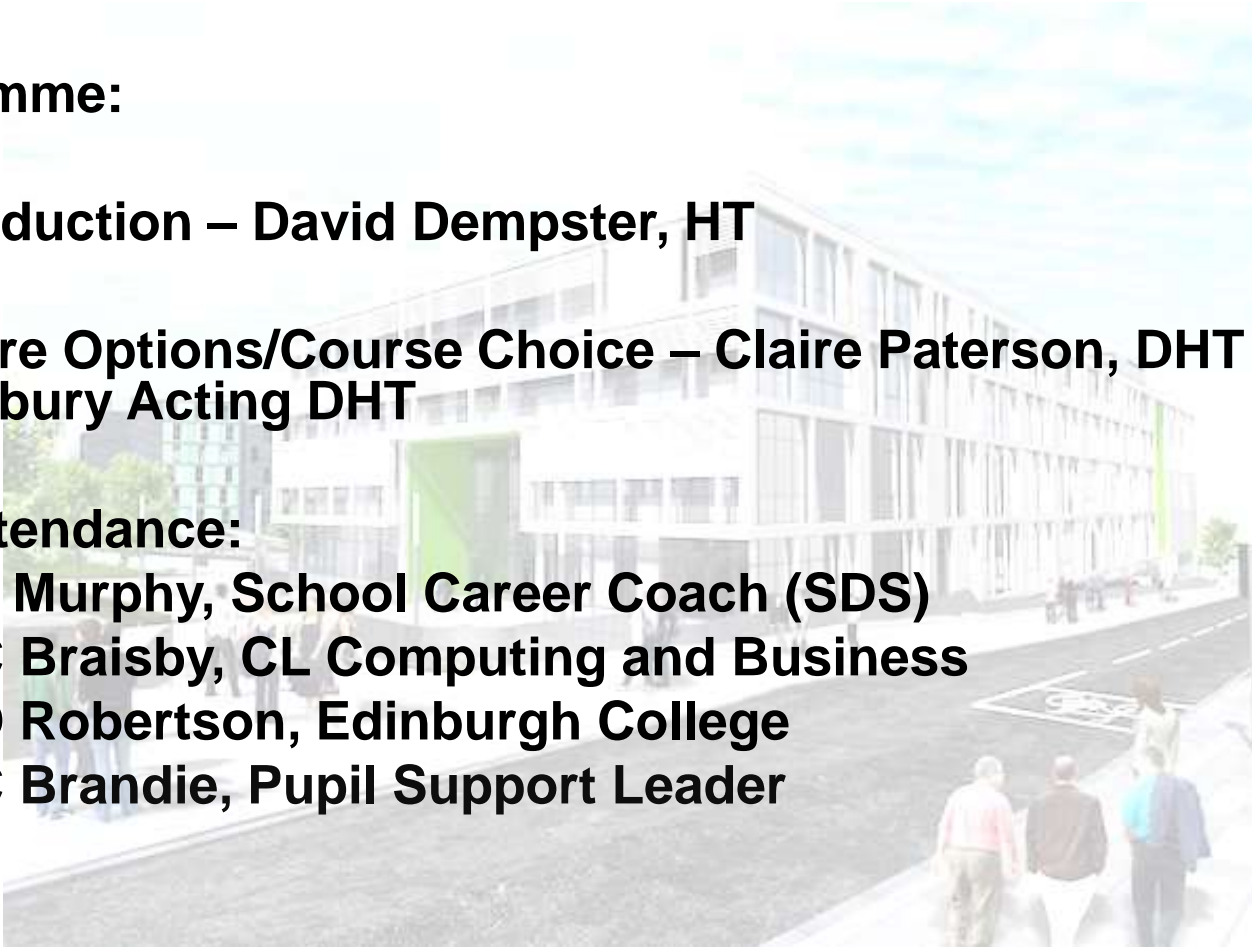 mme:
duction – David Dempster, HT
re Options/Course Choice – Claire Paterson, DHT
bury Acting DHT
tendance:
Murphy, School Career Coach (SDS)
Braisby, CL Computing and Business
Robertson, Edinburgh College
Brandie, Pupil Support Leader